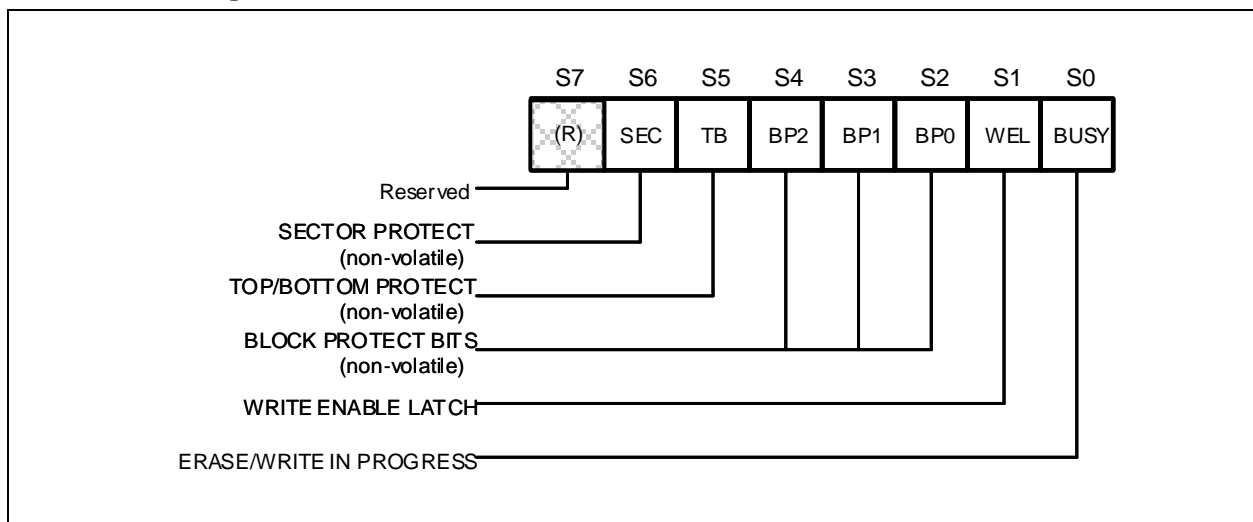 S7 S6 S5 S4 S3 S2 S1 S0
(R) SEC TB BP2 BP1 BP0 WEL BUSY
Reserved
SECTOR PROTECT
(non-volatile)
TOP/BOTTOM PROTECT
(non-volatile)
BLOCK PROTECT BITS
(non-volatile)
WRITE ENABLE LATCH
ERASE/WRITE IN PROGRESS